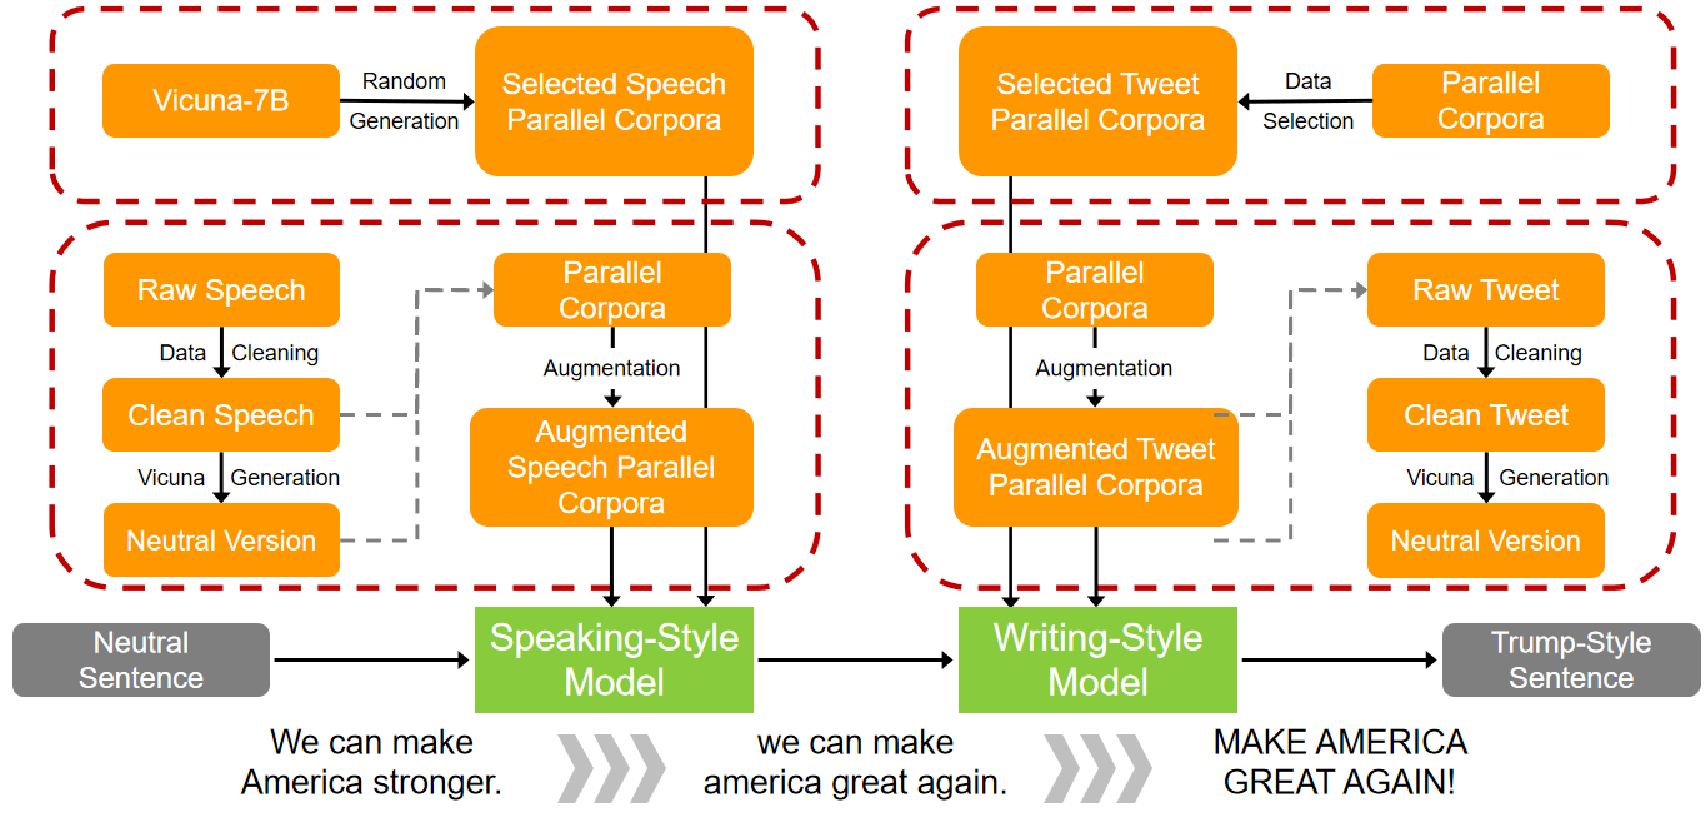 Vicuna-7B
Random
Generation
Selected Speech
Parallel Corpora
Selected Tweet
Parallel Corpora
Data
Selection
Parallel
Corpora
Raw Speech
Data Cleaning
Clean Speech
Vicuna Generation
Neutral Version
Parallel
Corpora
Augmentation
Augmented
Speech Parallel
Corpora
Parallel
Corpora
Augmentation
Augmented Tweet
Parallel Corpora
Raw Tweet
Data Cleaning
Clean Tweet
Vicuna Generation
Neutral Version
Neutral
Sentence
Speaking-Style
Model
Writing-Style
Model
Trump-Style
Sentence
We can make
America stronger.
we can make
america great again.
MAKE AMERICA
GREAT AGAIN!